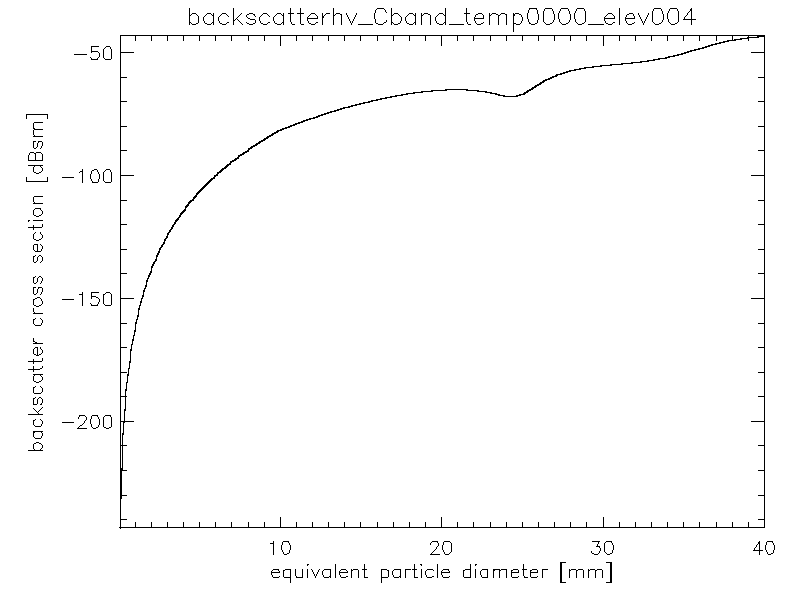 backscatterhv_Cband_temp0000_elev004
backscatter cross section [dBsm]
−50
−100
−150
−200
10 20 30 40
equivalent particle diameter [mm]